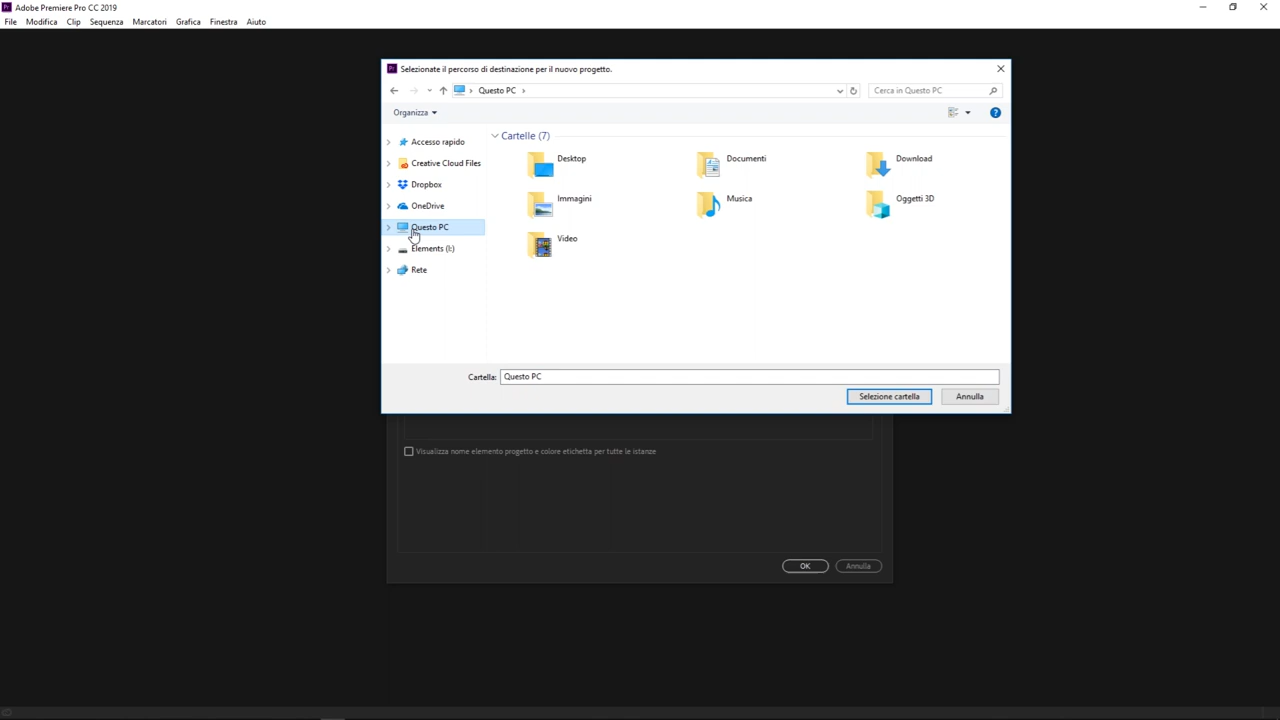 Adobe Premiere Pro CC 2019
File Modifica Clip Sequenza Marcatori Grafica Finestra Aiuto
Selezionate il percorso di destinazione per il nuovo progetto.
Questo PC
Cerca in Questo PC
Organizza
Accesso rapido
Creative Cloud Files
Dropbox
OneDrive
Questo PC
Elements (I:)
Rete
Cartelle (7)
Desktop
Documenti
Download
Immagini
Musica
Oggetti 3D
Video
Cartella: Questo PC
Selezione cartella
Annulla
Visualizza nome elemento progetto e colore etichetta per tutte le istanze
OK
Annulla